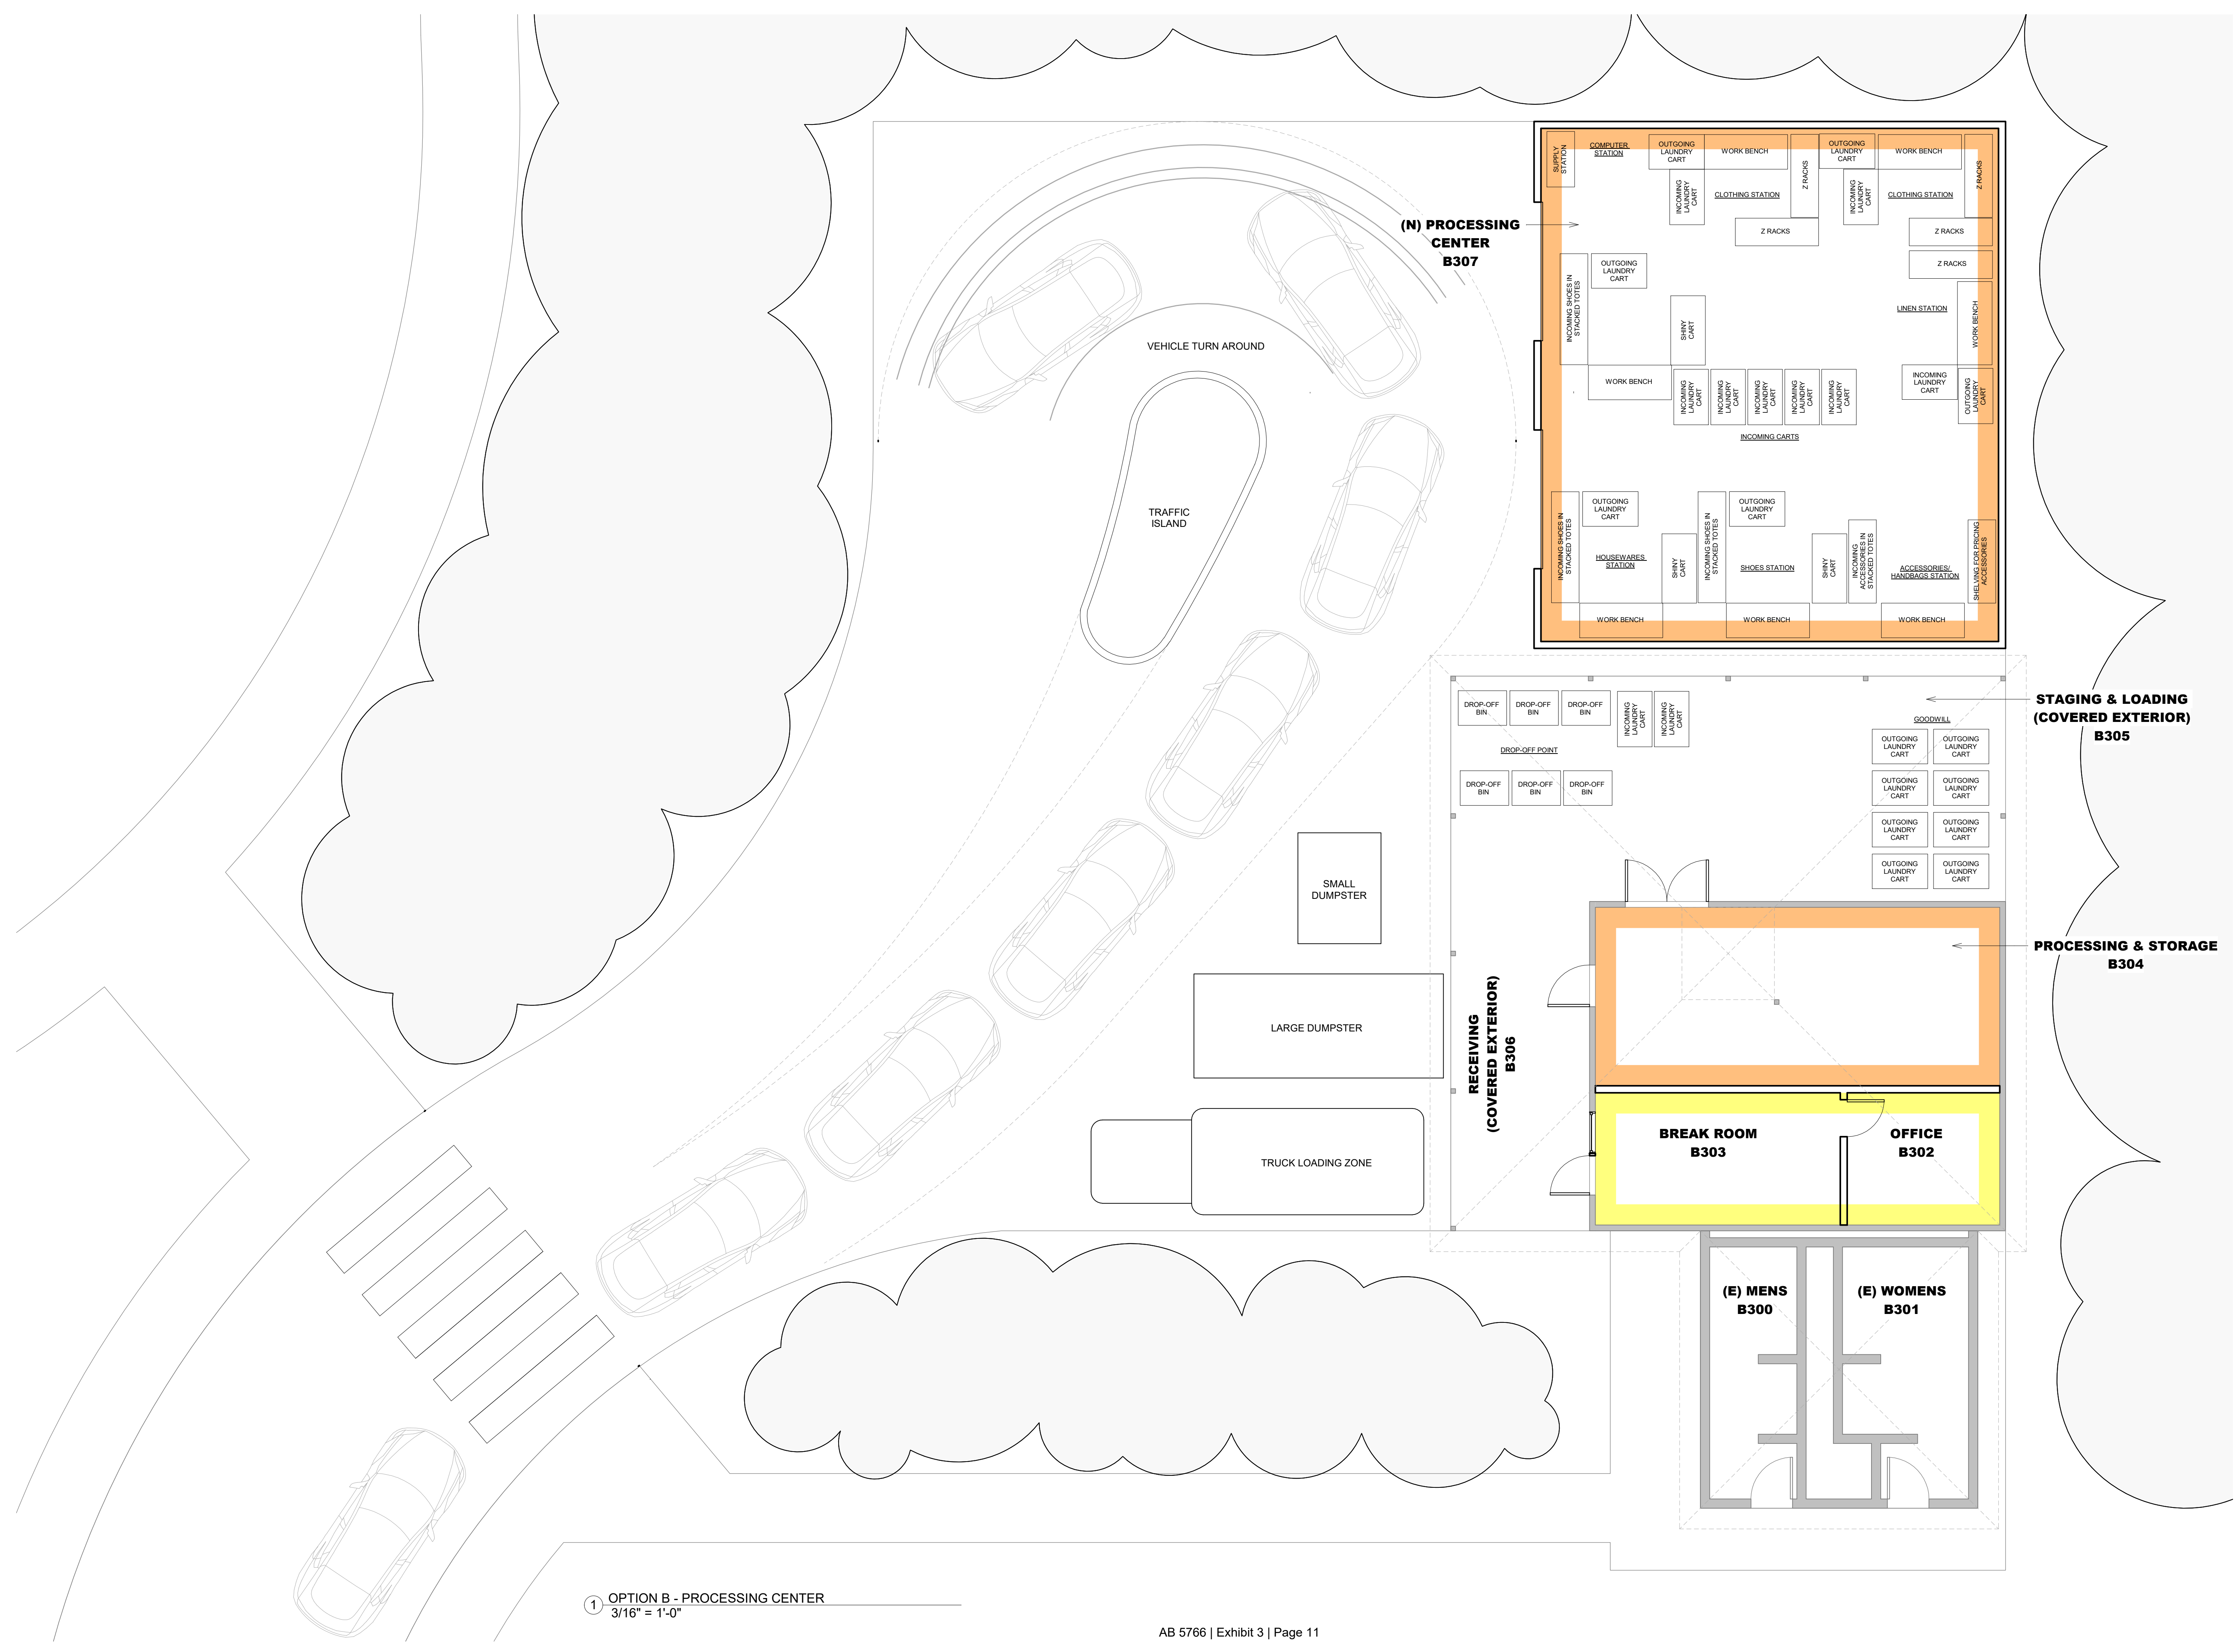 SUPPLY
STATION
COMPUTER
STATION
OUTGOING
LAUNDRY
CART
WORK BENCH
Z RACKS
OUTGOING
LAUNDRY
CART
WORK BENCH
Z RACKS
INCOMING
LAUNDRY
CART
CLOTHING STATION
INCOMING
LAUNDRY
CART
CLOTHING STATION
(N) PROCESSING
CENTER
B307
Z RACKS
Z RACKS
OUTGOING
LAUNDRY
CART
Z RACKS
INCOMING SHOES IN
STACKED TOTES
SHINY
CART
LINEN STATION
WORK BENCH
VEHICLE TURN AROUND
WORK BENCH
INCOMING
LAUNDRY
CART
INCOMING
LAUNDRY
CART
INCOMING
LAUNDRY
CART
INCOMING
LAUNDRY
CART
INCOMING
LAUNDRY
CART
INCOMING
LAUNDRY
CART
OUTGOING
LAUNDRY
CART
INCOMING CARTS
TRAFFIC
ISLAND
INCOMING SHOES IN
STACKED TOTES
OUTGOING
LAUNDRY
CART
INCOMING SHOES IN
STACKED TOTES
OUTGOING
LAUNDRY
CART
HOUSEWARES
STATION
SHINY
CART
SHOES STATION
SHINY
CART
INCOMING
ACCESSORIES IN
STACKED TOTES
ACCESSORIES/
HANDBAGS STATION
SHELVING FOR PRICING
ACCESSORIES
WORK BENCH
WORK BENCH
WORK BENCH
DROP-OFF
BIN
DROP-OFF
BIN
DROP-OFF
BIN
INCOMING
LAUNDRY
CART
INCOMING
LAUNDRY
CART
STAGING & LOADING
(COVERED EXTERIOR)
B305
GOODWILL
DROP-OFF POINT
OUTGOING
LAUNDRY
CART
OUTGOING
LAUNDRY
CART
DROP-OFF
BIN
DROP-OFF
BIN
DROP-OFF
BIN
OUTGOING
LAUNDRY
CART
OUTGOING
LAUNDRY
CART
OUTGOING
LAUNDRY
CART
OUTGOING
LAUNDRY
CART
OUTGOING
LAUNDRY
CART
OUTGOING
LAUNDRY
CART
SMALL
DUMPSTER
PROCESSING & STORAGE
B304
LARGE DUMPSTER
RECEIVING
(COVERED EXTERIOR)
B306
TRUCK LOADING ZONE
BREAK ROOM
B303
OFFICE
B302
(E) MENS
B300
(E) WOMENS
B301
1
OPTION B - PROCESSING CENTER
3/16" = 1'-0"
AB 5766 | Exhibit 3 | Page 11